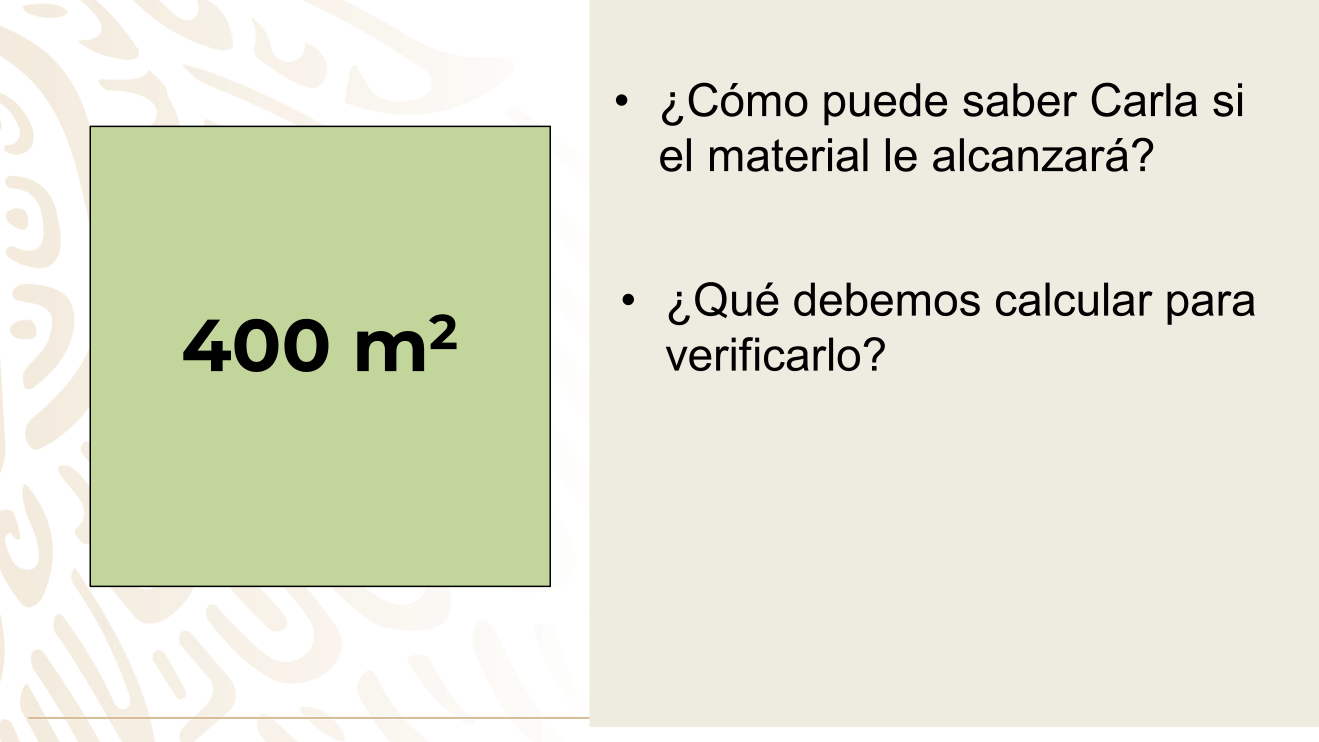 400 m²
• ¿Cómo puede saber Carla si
el material le alcanzará?
• ¿Qué debemos calcular para
verificarlo?